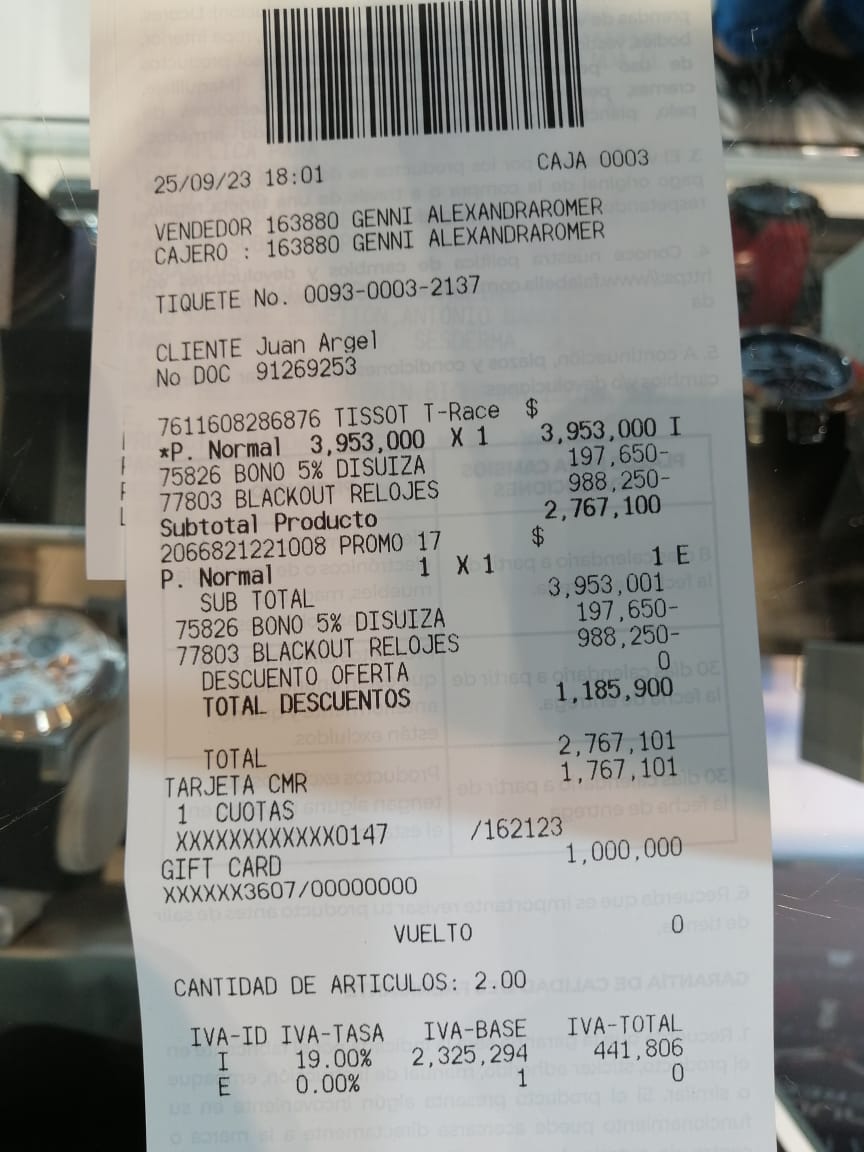 CAJA 0003
25/09/23 18:01
VENDEDOR 163880 GENNI ALEXANDRAROMER
CAJERO : 163880 GENNI ALEXANDRAROMER
TIQUETE No. 0093-0003-2137
CLIENTE Juan Argel
No DOC 91269253
7611608286876 TISSOT T-Race $
*P. Normal 3,953,000 X 1 3,953,000 I
75826 BONO 5% DISUIZA 197,650-
77803 BLACKOUT RELOJES 988,250-
Subtotal Producto 2,767,100
2066821221008 PROMO 17 $
P. Normal 1 X 1 1 E
SUB TOTAL 3,953,001
75826 BONO 5% DISUIZA 197,650-
77803 BLACKOUT RELOJES 988,250-
DESCUENTO OFERTA 0
TOTAL DESCUENTOS 1,185,900
TOTAL 2,767,101
TARJETA CMR 1,767,101
1 CUOTAS
XXXXXXXXXXXX0147 /162123
GIFT CARD 1,000,000
XXXXXX3607/00000000
VUELTO 0
CANTIDAD DE ARTICULOS: 2.00
IVA-ID IVA-TASA IVA-BASE IVA-TOTAL
I 19.00% 2,325,294 441,806
E 0.00% 1 0